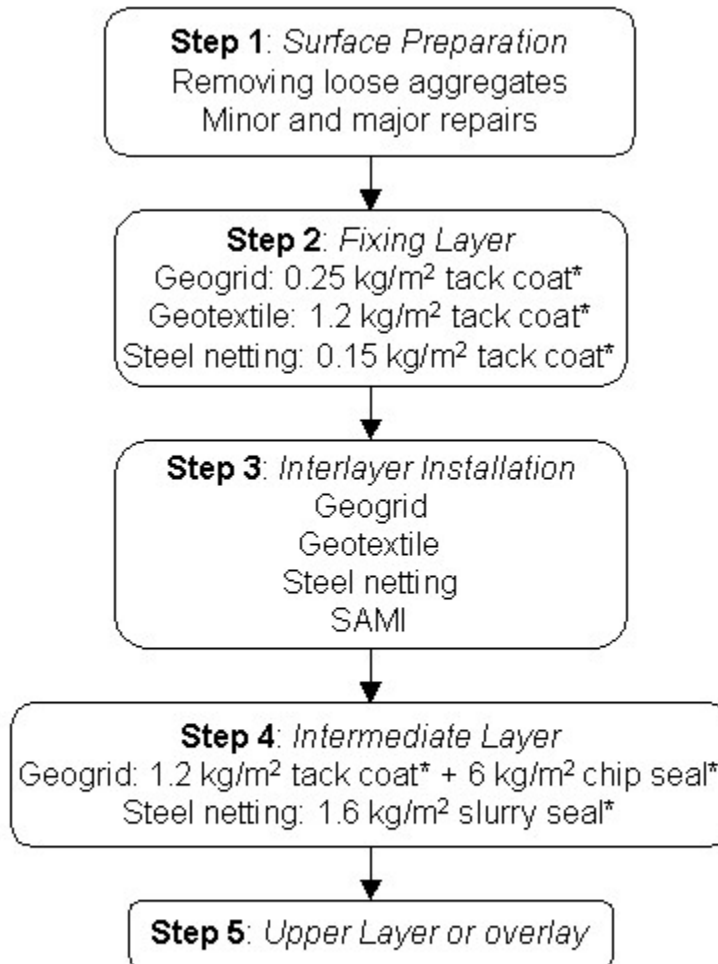 Step 1: Surface Preparation
Removing loose aggregates
Minor and major repairs
Step 2: Fixing Layer
Geogrid: 0.25 kg/m² tack coat*
Geotextile: 1.2 kg/m² tack coat*
Steel netting: 0.15 kg/m² tack coat*
Step 3: Interlayer Installation
Geogrid
Geotextile
Steel netting
SAMI
Step 4: Intermediate Layer
Geogrid: 1.2 kg/m² tack coat* + 6 kg/m² chip seal*
Steel netting: 1.6 kg/m² slurry seal*
Step 5: Upper Layer or overlay